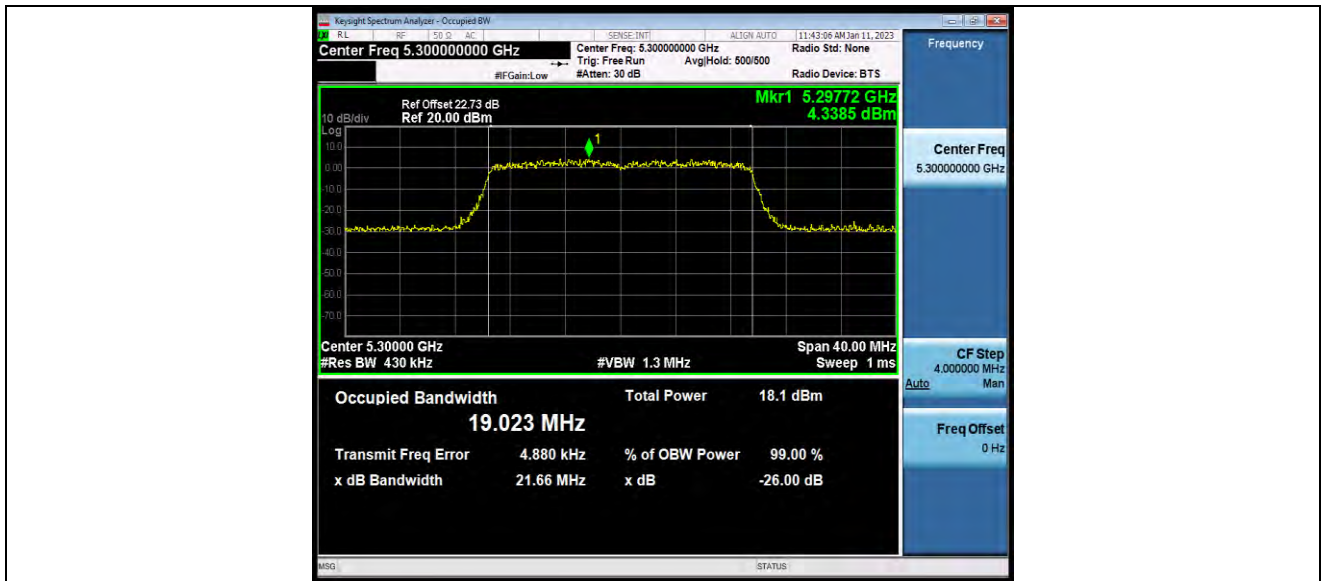 Keysight Spectrum Analyzer - Occupied BW
RL RF 50 Ω AC SENSE:INT ALIGN AUTO 11:43:06 AM Jan 11, 2023
Center Freq 5.300000000 GHz Center Freq: 5.300000000 GHz Radio Std: None Frequency
Trig: Free Run Avg|Hold: 500/500
#IFGain:Low #Atten: 30 dB Radio Device: BTS
Mkr1 5.29772 GHz
Ref Offset 22.73 dB
10 dB/div Ref 20.00 dBm 4.3385 dBm
Log
10.0
1
Center Freq
5.300000000 GHz
0.00
-10.0
-20.0
-30.0
-40.0
-50.0
-60.0
-70.0
Center 5.30000 GHz Span 40.00 MHz
#Res BW 430 kHz #VBW 1.3 MHz Sweep 1 ms
CF Step
4.000000 MHz
Auto Man
Occupied Bandwidth Total Power 18.1 dBm
19.023 MHz
Freq Offset
0 Hz
Transmit Freq Error 4.880 kHz % of OBW Power 99.00 %
x dB Bandwidth 21.66 MHz x dB -26.00 dB
MSG STATUS